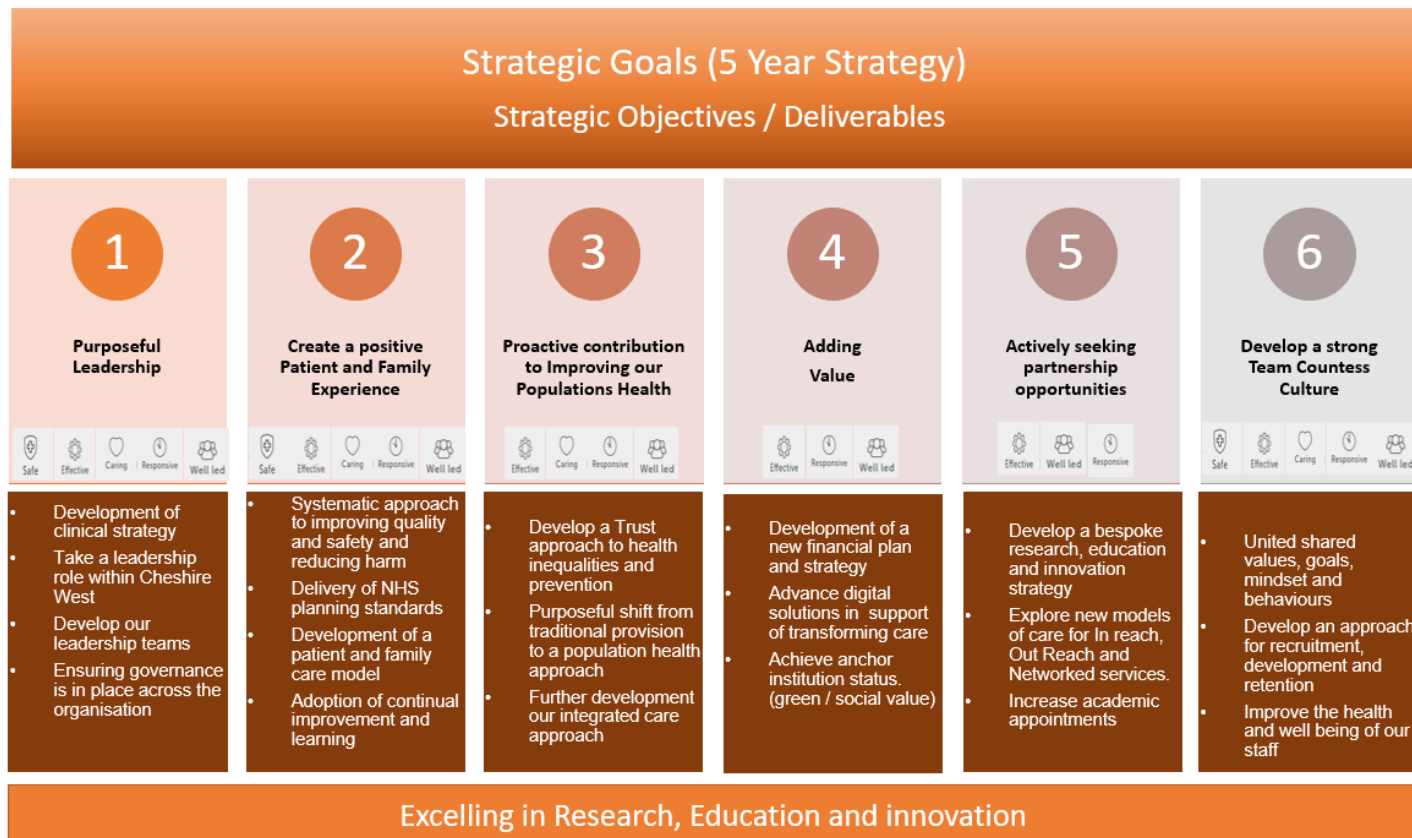 Strategic Goals (5 Year Strategy)
Strategic Objectives / Deliverables
1
Purposeful
Leadership
Safe
Effective
Caring
Responsive
Well led
• Development of
clinical strategy
• Take a leadership
role within Cheshire
West
• Develop our
leadership teams
• Ensuring governance
is in place across the
organisation
2
Create a positive
Patient and Family
Experience
Safe
Effective
Caring
Responsive
Well led
• Systematic approach
to improving quality
and safety and
reducing harm
• Delivery of NHS
planning standards
• Development of a
patient and family
care model
• Adoption of continual
improvement and
learning
3
Proactive contribution
to Improving our
Populations Health
Effective
Caring
Responsive
Well led
• Develop a Trust
approach to health
inequalities and
prevention
• Purposeful shift from
traditional provision
to a population health
approach
• Further development
our integrated care
approach
4
Adding
Value
Effective
Responsive
Well led
• Development of a
new financial plan
and strategy
• Advance digital
solutions in support
of transforming care
• Achieve anchor
institution status.
(green / social value)
5
Actively seeking
partnership
opportunities
Effective
Well led
Responsive
• Develop a bespoke
research, education
and innovation
strategy
• Explore new models
of care for In reach,
Out Reach and
Networked services.
• Increase academic
appointments
6
Develop a strong
Team Countess
Culture
Safe
Effective
Caring
Responsive
Well led
• United shared
values, goals,
mindset and
behaviours
• Develop an approach
for recruitment,
development and
retention
• Improve the health
and well being of our
staff
Excelling in Research, Education and innovation